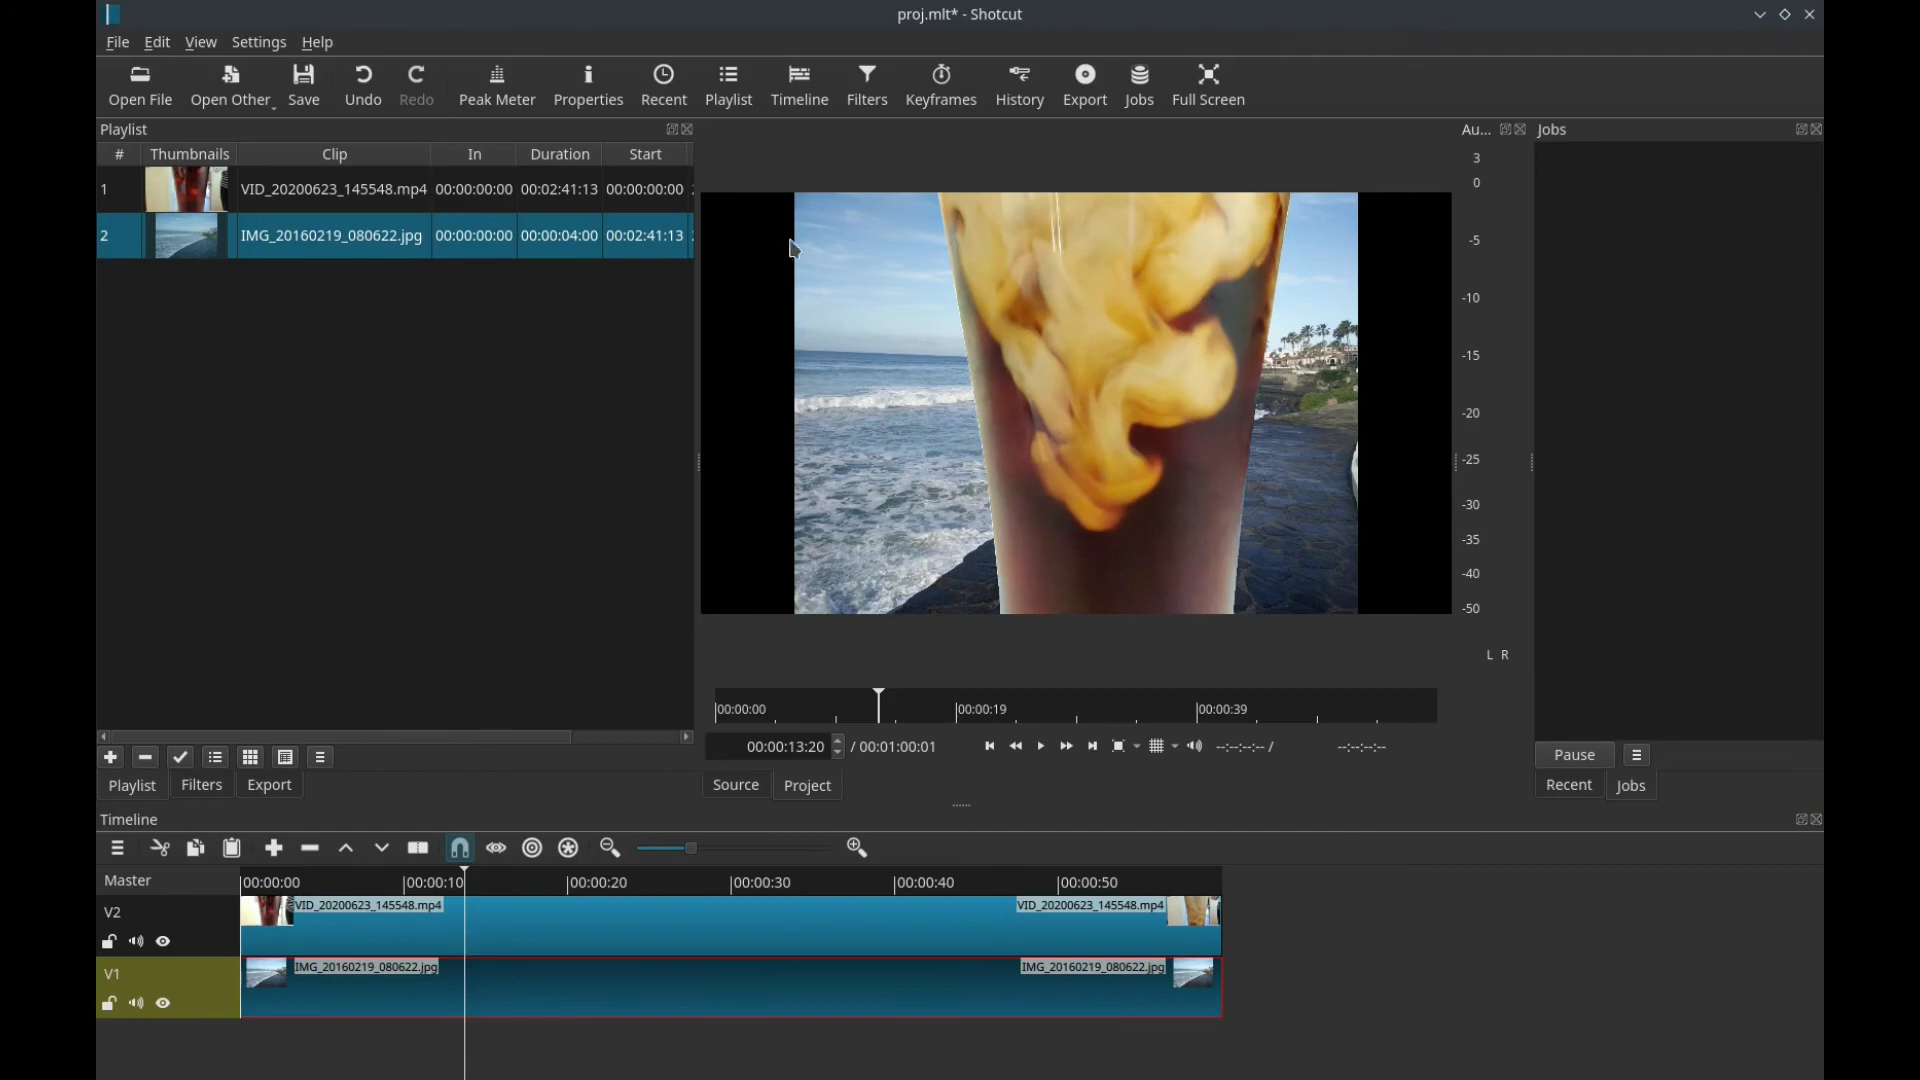 proj.mlt* - Shotcut
File Edit View Settings Help
Open File Open Other Save Undo Redo Peak Meter Properties Recent Playlist Timeline Filters Keyframes History Export Jobs Full Screen
Playlist
# Thumbnails Clip In Duration Start
1 VID_20200623_145548.mp4 00:00:00:00 00:02:41:13 00:00:00:00
2 IMG_20160219_080622.jpg 00:00:00:00 00:00:04:00 00:02:41:13
Playlist Filters Export
00:00:00 00:00:19 00:00:39
00:00:13:20 / 00:01:00:01 --:--:--:-- / --:--:--:--
Source Project
Au...
3
0
-5
-10
-15
-20
-25
-30
-35
-40
-50
L R
Jobs
Pause
Recent Jobs
Timeline
Master 00:00:00 00:00:10 00:00:20 00:00:30 00:00:40 00:00:50
V2 VID_20200623_145548.mp4 VID_20200623_145548.mp4
V1 IMG_20160219_080622.jpg IMG_20160219_080622.jpg